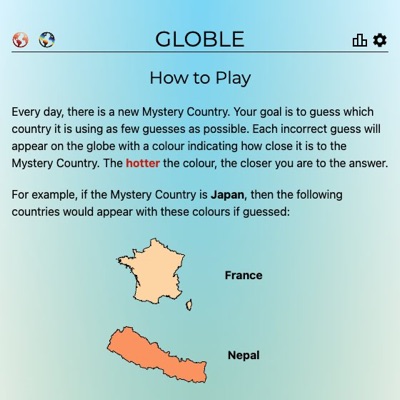 GLOBLE
How to Play
Every day, there is a new Mystery Country. Your goal is to guess which
country it is using as few guesses as possible. Each incorrect guess will
appear on the globe with a colour indicating how close it is to the
Mystery Country. The hotter the colour, the closer you are to the answer.
For example, if the Mystery Country is Japan, then the following
countries would appear with these colours if guessed:
France
Nepal